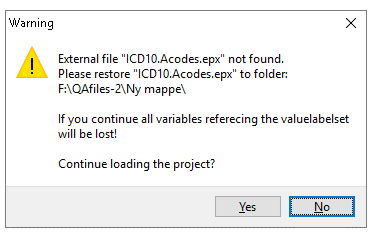 Warning
External file "ICD10.Acodes.epx" not found.
Please restore "ICD10.Acodes.epx" to folder:
F:\QAfiles-2\Ny mappe\
If you continue all variables referecing the valuelabelset
will be lost!
Continue loading the project?
Yes No